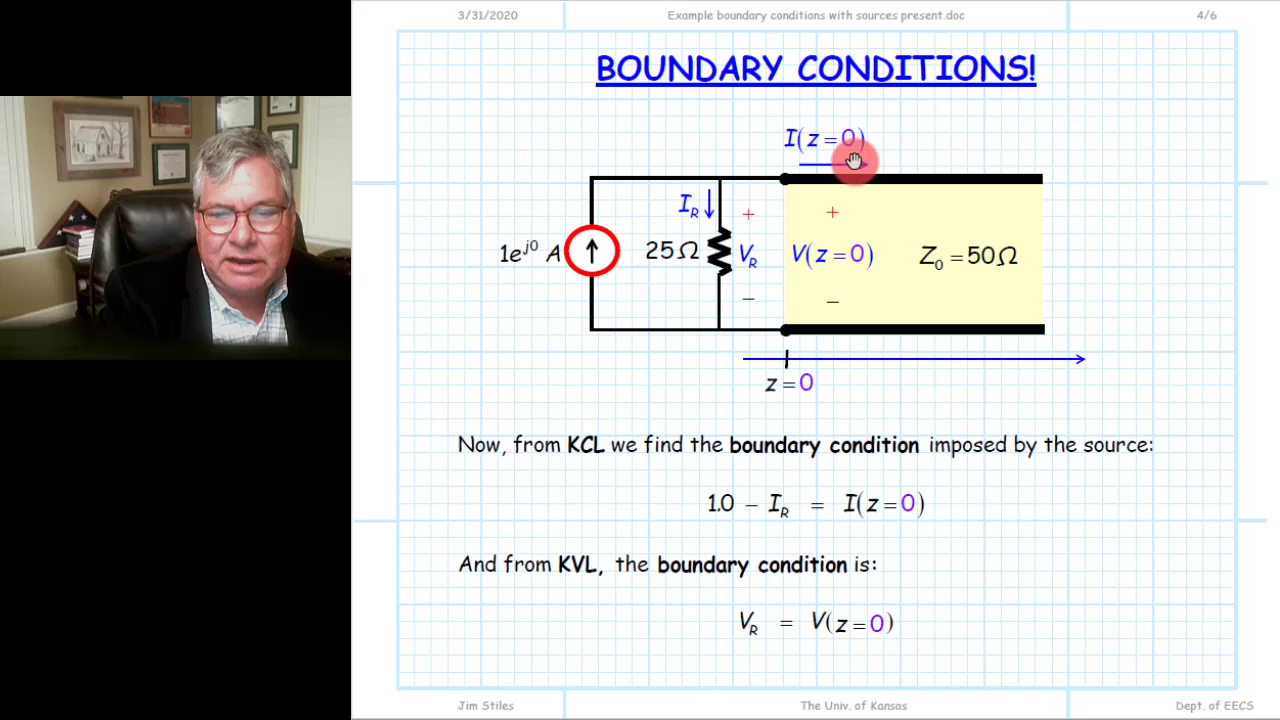 3/31/2020 Example boundary conditions with sources present.doc 4/6
BOUNDARY CONDITIONS!
I(z=0)
I_R
+ +
1e^{j0} A 25Ω V_R V(z=0) Z_0=50Ω
− −
z=0
Now, from KCL we find the boundary condition imposed by the source:
1.0 − I_R = I(z=0)
And from KVL, the boundary condition is:
V_R = V(z=0)
Jim Stiles The Univ. of Kansas Dept. of EECS